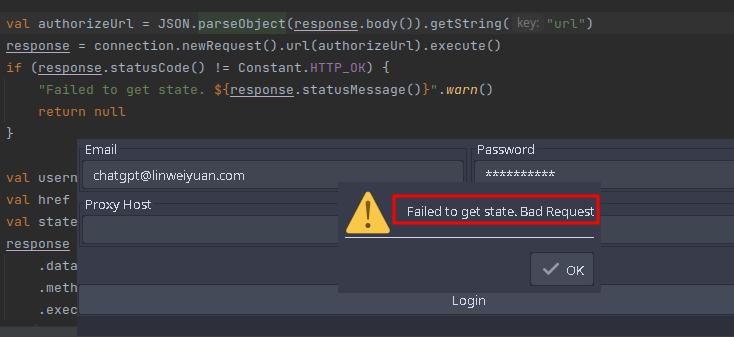 val authorizeUrl = JSON.parseObject(response.body()).getString( key: "url")
response = connection.newRequest().url(authorizeUrl).execute()
if (response.statusCode() != Constant.HTTP_OK) {
"Failed to get state. ${response.statusMessage()}".warn()
return null
}
val usern
val href
val state
response
.data
.meth
.exec
Email
Password
chatgpt@linweiyuan.com
**********
Proxy Host
Failed to get state. Bad Request
OK
Login